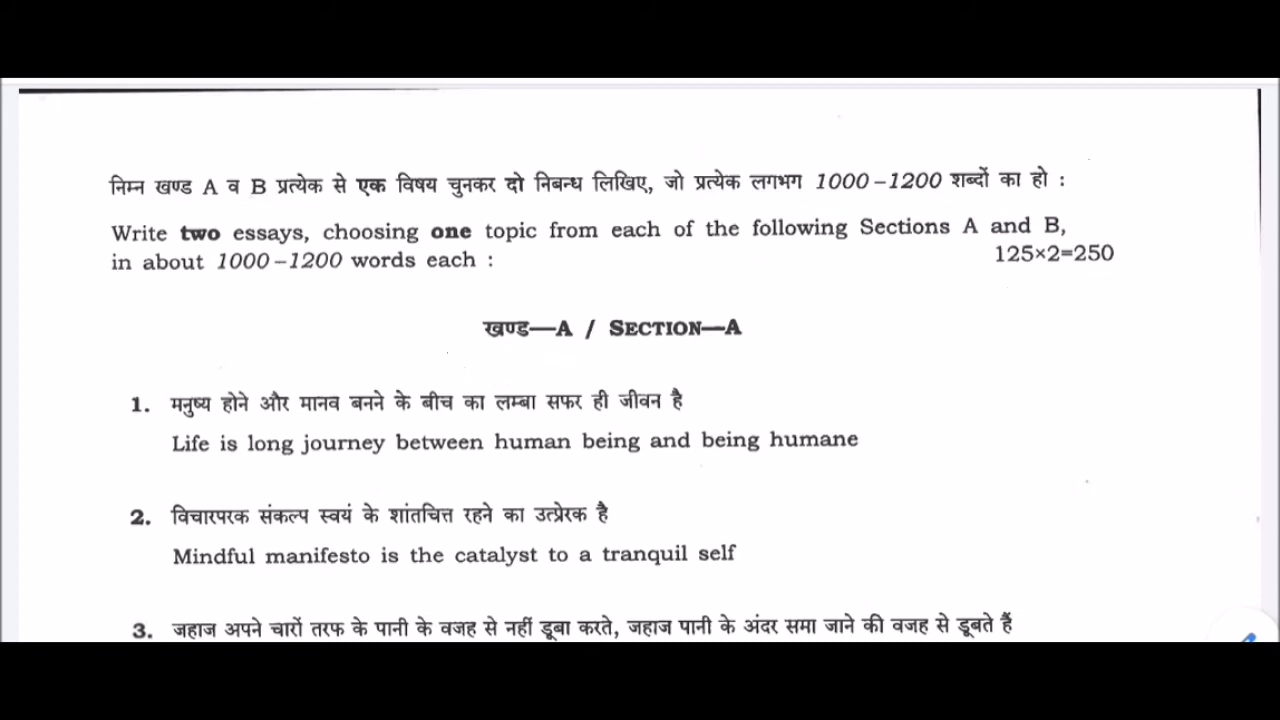 निम्न खण्ड A व B प्रत्येक से एक विषय चुनकर दो निबन्ध लिखिए, जो प्रत्येक लगभग 1000–1200 शब्दों का हो :
Write two essays, choosing one topic from each of the following Sections A and B,
in about 1000–1200 words each :
125×2=250
खण्ड—A / SECTION—A
1. मनुष्य होने और मानव बनने के बीच का लम्बा सफर ही जीवन है
Life is long journey between human being and being humane
2. विचारपरक संकल्प स्वयं के शांतचित्त रहने का उत्प्रेरक है
Mindful manifesto is the catalyst to a tranquil self
3. जहाज अपने चारों तरफ के पानी के वजह से नहीं डूबा करते, जहाज पानी के अंदर समा जाने की वजह से डूबते हैं